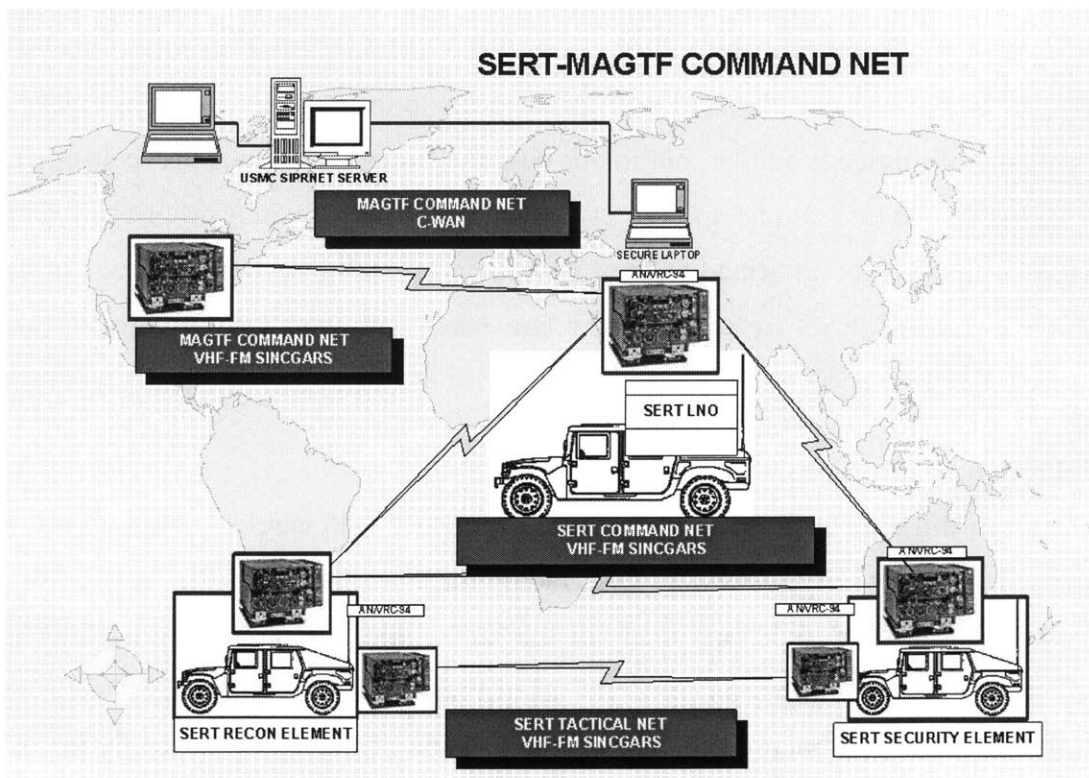 SERT-MAGTF COMMAND NET
USMC SIPRNET SERVER
MAGTF COMMAND NET
C-WAN
SECURE LAPTOP
AN/VRC-94
MAGTF COMMAND NET
VHF-FM SINCGARS
SERT LNO
SERT COMMAND NET
VHF-FM SINCGARS
AN/VRC-94
AN/VRC-94
AN/VRC-94
SERT TACTICAL NET
VHF-FM SINCGARS
SERT RECON ELEMENT
SERT SECURITY ELEMENT